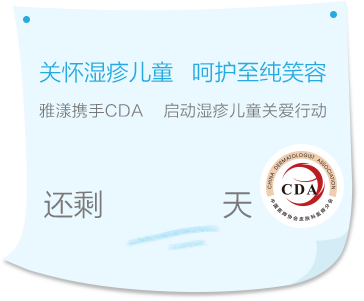 关怀湿疹儿童 呵护至纯笑容
雅漾携手CDA 启动湿疹儿童关爱行动
还剩 天
CHINA DERMATOLOGIST ASSOCIATION
CDA
中国医师协会皮肤科医师分会